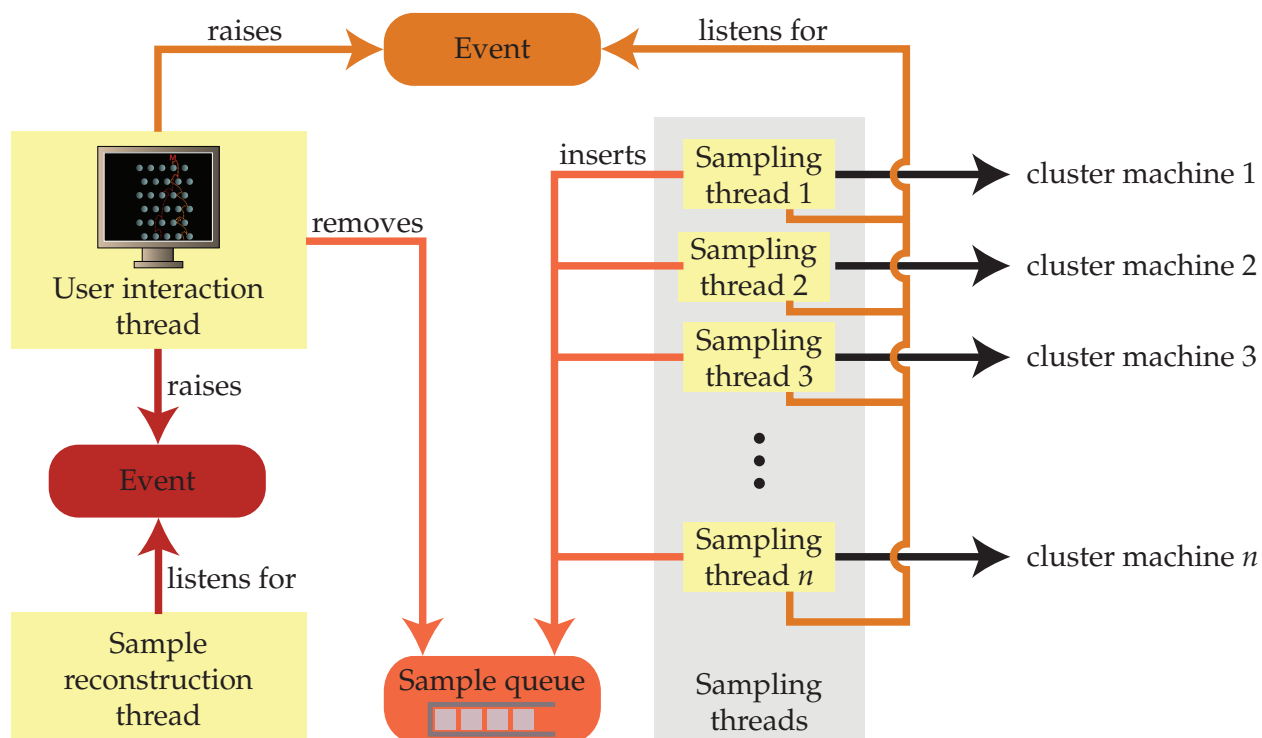 raises
Event
listens for
User interaction
thread
removes
inserts
Sampling
thread 1
cluster machine 1
Sampling
thread 2
cluster machine 2
Sampling
thread 3
cluster machine 3
raises
Event
listens for
Sample
reconstruction
thread
Sampling
thread n
cluster machine n
Sample queue
Sampling
threads
M